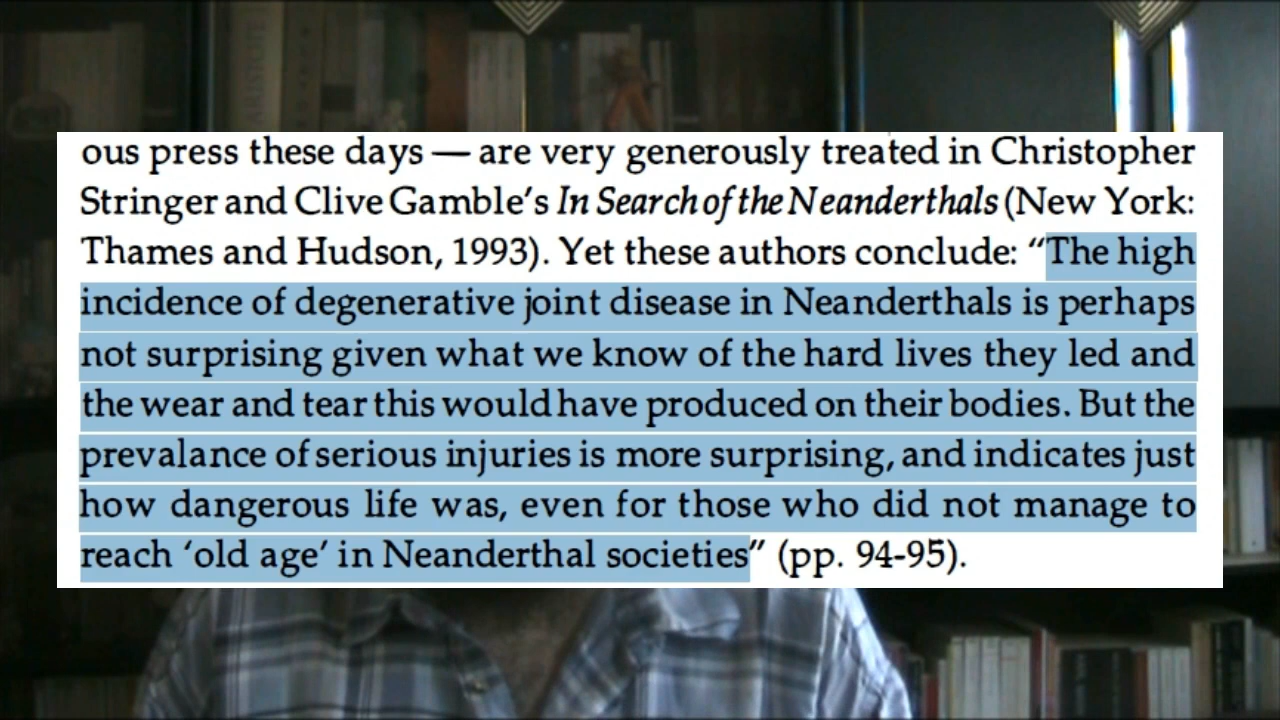 ous press these days — are very generously treated in Christopher
Stringer and Clive Gamble's In Search of the Neanderthals (New York:
Thames and Hudson, 1993). Yet these authors conclude: “The high
incidence of degenerative joint disease in Neanderthals is perhaps
not surprising given what we know of the hard lives they led and
the wear and tear this would have produced on their bodies. But the
prevalance of serious injuries is more surprising, and indicates just
how dangerous life was, even for those who did not manage to
reach ‘old age’ in Neanderthal societies” (pp. 94-95).